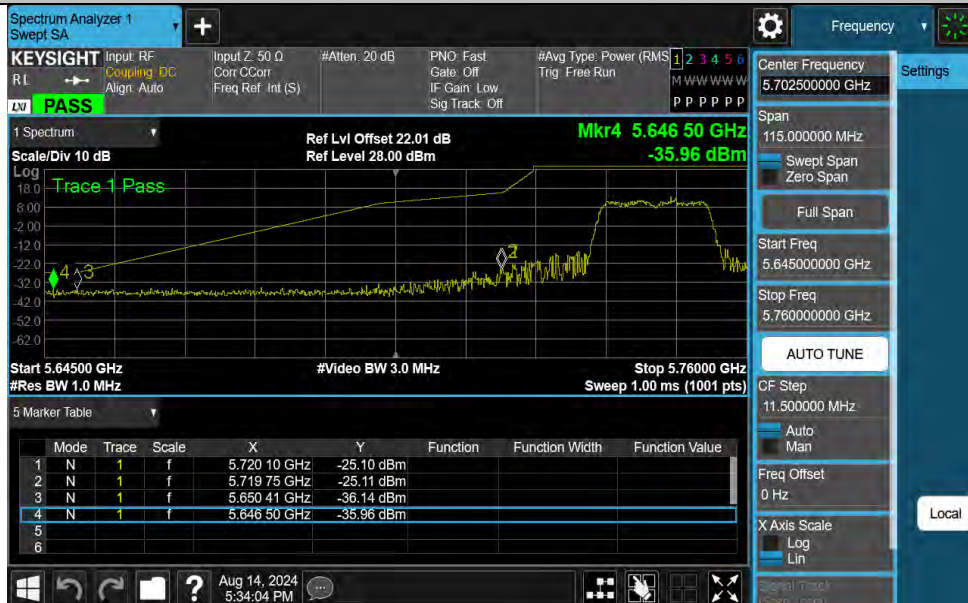 Spectrum Analyzer 1
Swept SA
+
Frequency
KEYSIGHT
RL
LXI PASS
Input: RF
Coupling: DC
Align: Auto
Input Z: 50 Ω
Corr CCorr
Freq Ref: Int (S)
#Atten: 20 dB
PNO: Fast
Gate: Off
IF Gain: Low
Sig Track: Off
#Avg Type: Power (RMS
Trig: Free Run
1 2 3 4 5 6
M W W W W W
P P P P P P
1 Spectrum
Scale/Div 10 dB
Ref Lvl Offset 22.01 dB
Ref Level 28.00 dBm
Mkr4 5.646 50 GHz
-35.96 dBm
Log
Trace 1 Pass
18.0
8.00
-2.00
-12.0
-22.0
-32.0
-42.0
-52.0
-62.0
4
3
2
Start 5.64500 GHz
#Video BW 3.0 MHz
Stop 5.76000 GHz
#Res BW 1.0 MHz
Sweep 1.00 ms (1001 pts)
5 Marker Table
Mode Trace Scale X Y Function Function Width Function Value
1 N 1 f 5.720 10 GHz -25.10 dBm
2 N 1 f 5.719 75 GHz -25.11 dBm
3 N 1 f 5.650 41 GHz -36.14 dBm
4 N 1 f 5.646 50 GHz -35.96 dBm
5
6
?
Aug 14, 2024
5:34:04 PM
Center Frequency
5.702500000 GHz
Span
115.000000 MHz
Swept Span
Zero Span
Full Span
Start Freq
5.645000000 GHz
Stop Freq
5.760000000 GHz
AUTO TUNE
CF Step
11.500000 MHz
Auto
Man
Freq Offset
0 Hz
X Axis Scale
Log
Lin
Signal Track
Settings
Local